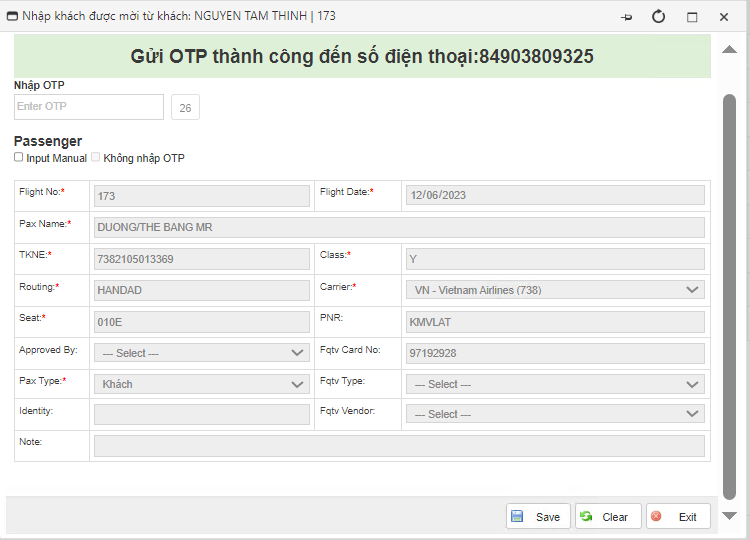 Nhập khách được mời từ khách: NGUYEN TAM THINH | 173
Gửi OTP thành công đến số điện thoại:84903809325
Nhập OTP
Enter OTP 26
Passenger
Input Manual Không nhập OTP
Flight No:* 173 Flight Date:* 12/06/2023
Pax Name:* DUONG/THE BANG MR
TKNE:* 7382105013369 Class:* Y
Routing:* HANDAD Carrier:* VN - Vietnam Airlines (738)
Seat:* 010E PNR: KMVLAT
Approved By: --- Select --- Fqtv Card No: 97192928
Pax Type:* Khách Fqtv Type: --- Select ---
Identity: Fqtv Vendor: --- Select ---
Note:
Save Clear Exit